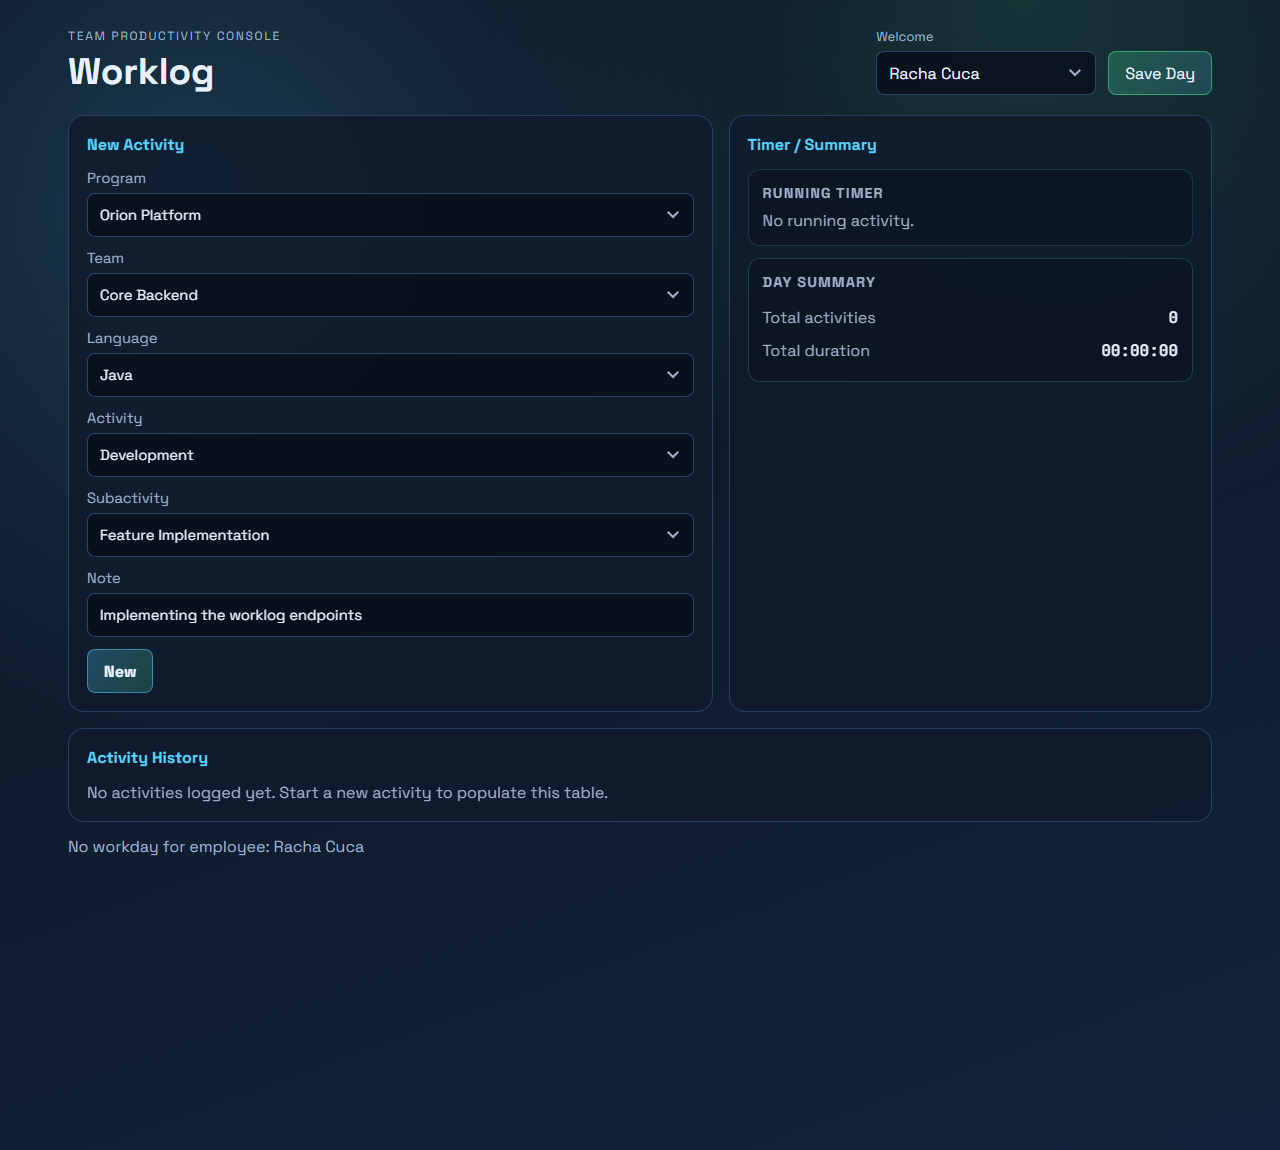 TEAM PRODUCTIVITY CONSOLE
Worklog
Welcome
Racha Cuca
Save Day
New Activity
Program
Orion Platform
Team
Core Backend
Language
Java
Activity
Development
Subactivity
Feature Implementation
Note
Implementing the worklog endpoints
New
Timer / Summary
RUNNING TIMER
No running activity.
DAY SUMMARY
Total activities 0
Total duration 00:00:00
Activity History
No activities logged yet. Start a new activity to populate this table.
No workday for employee: Racha Cuca